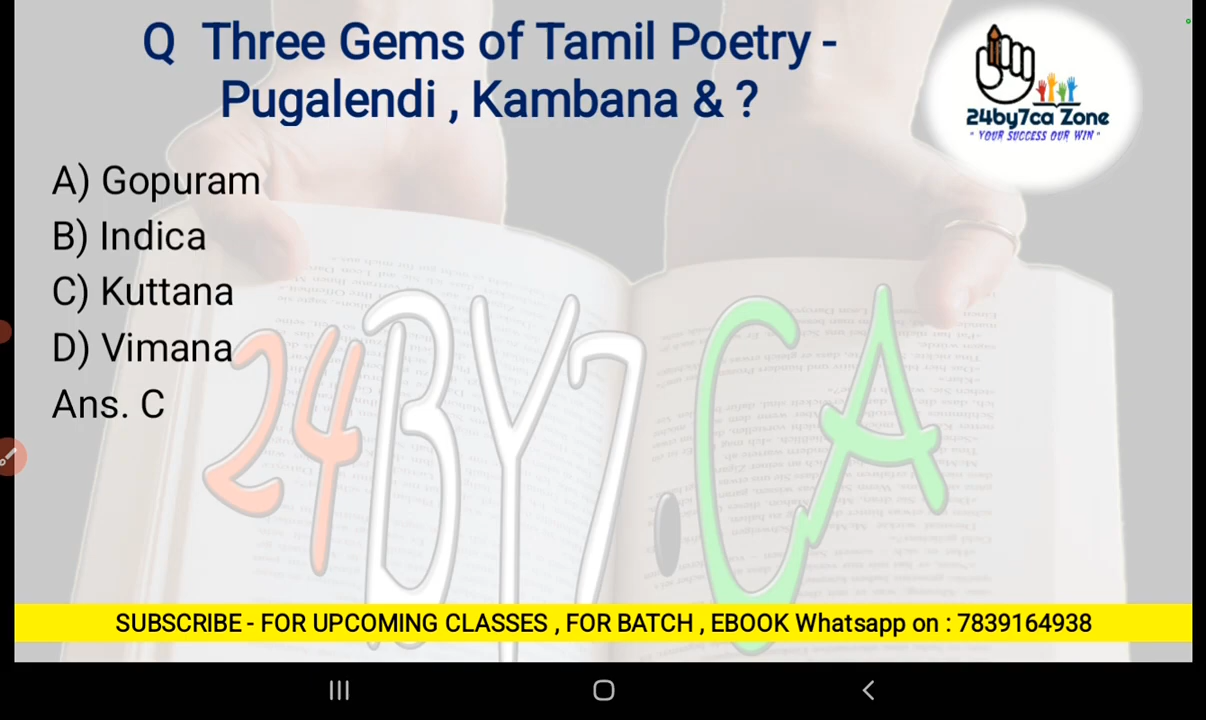 Q Three Gems of Tamil Poetry -
Pugalendi , Kambana & ?
24by7ca Zone
" YOUR SUCCESS OUR WIN "
A) Gopuram
B) Indica
C) Kuttana
D) Vimana
Ans. C
24BY7.CA
SUBSCRIBE - FOR UPCOMING CLASSES , FOR BATCH , EBOOK Whatsapp on : 7839164938